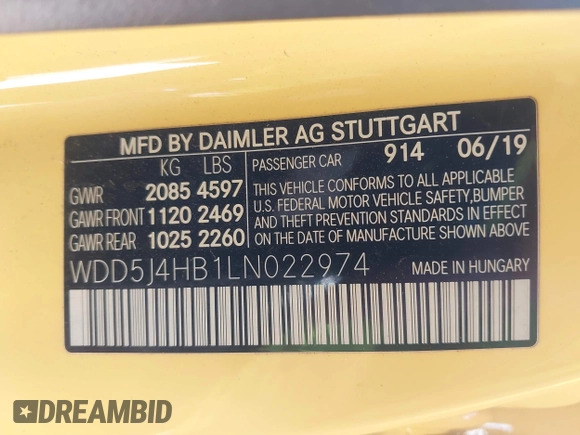 MFD BY DAIMLER AG STUTTGART
KG LBS PASSENGER CAR 914 06/19
GVWR 2085 4597
GAWR FRONT 1120 2469
GAWR REAR 1025 2260
THIS VEHICLE CONFORMS TO ALL APPLICABLE
U.S. FEDERAL MOTOR VEHICLE SAFETY,BUMPER
AND THEFT PREVENTION STANDARDS IN EFFECT
ON THE DATE OF MANUFACTURE SHOWN ABOVE
WDD5J4HB1LN022974 MADE IN HUNGARY
DREAMBID